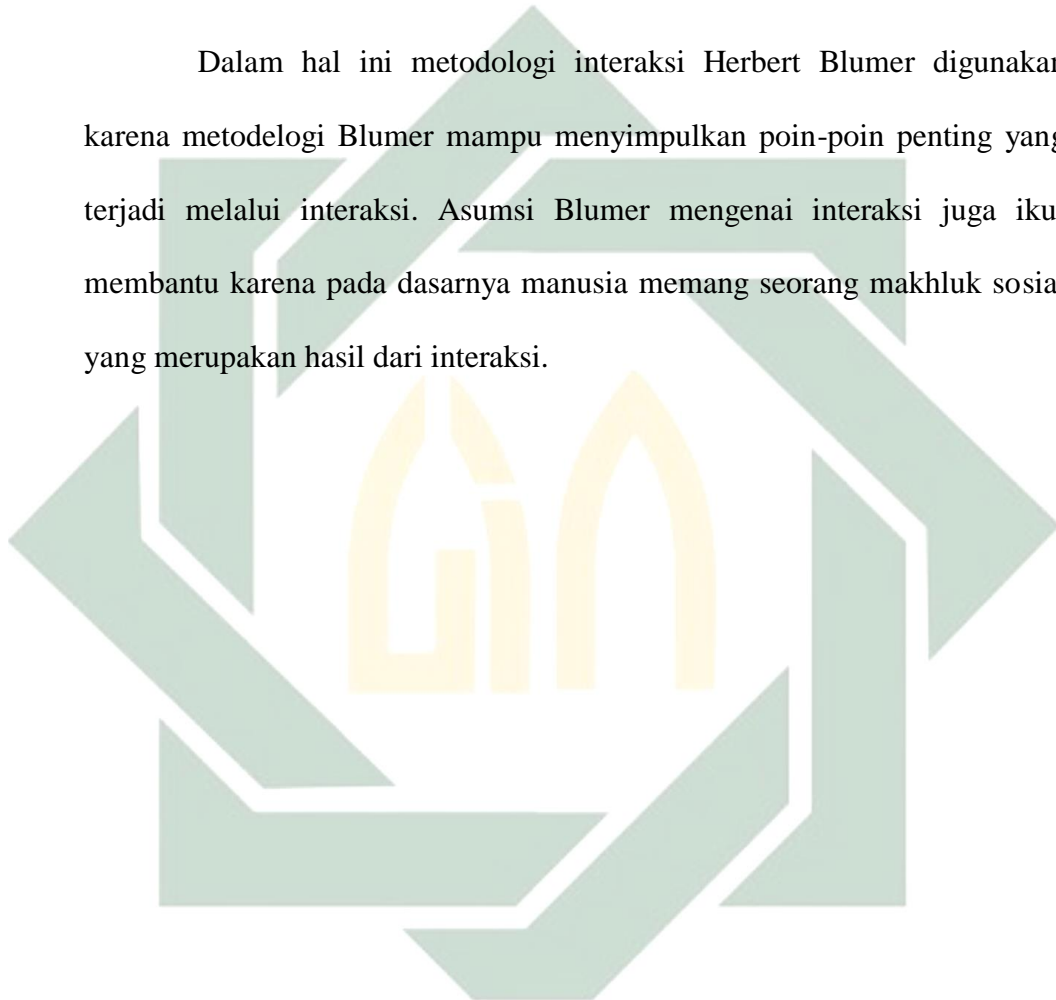 Dalam hal ini metodologi interaksi Herbert Blumer digunakan
karena metodelogi Blumer mampu menyimpulkan poin-poin penting yang
terjadi melalui interaksi. Asumsi Blumer mengenai interaksi juga iku
membantu karena pada dasarnya manusia memang seorang makhluk sosia
yang merupakan hasil dari interaksi.